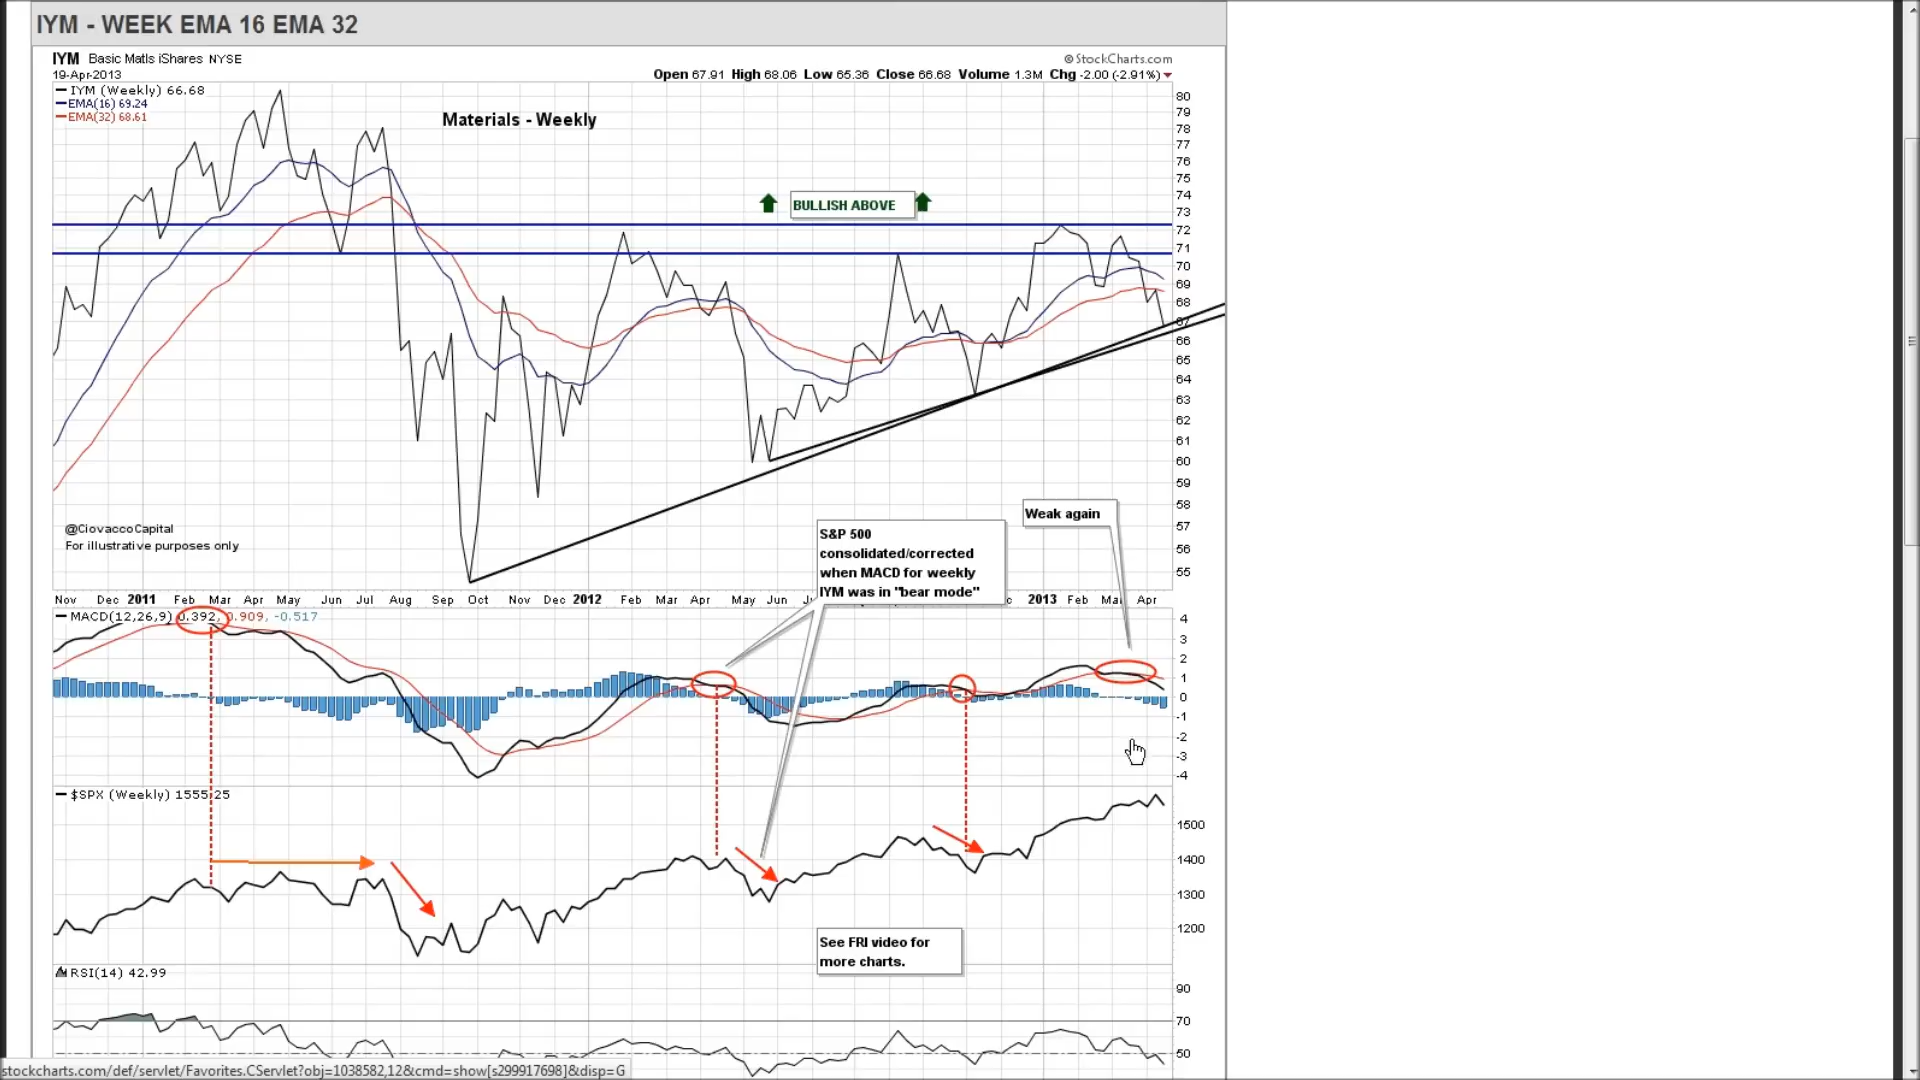 IYM - WEEK EMA 16 EMA 32
IYM Basic Matls iShares NYSE
© StockCharts.com
19-Apr-2013
Open 67.91 High 68.06 Low 65.36 Close 66.68 Volume 1.3M Chg -2.00 (-2.91%)
IYM (Weekly) 66.68
EMA(16) 69.24
EMA(32) 68.61
Materials - Weekly
BULLISH ABOVE
80
79
78
77
76
75
74
73
72
71
70
69
68
67
66
65
64
63
62
61
60
59
58
57
56
55
@CiovaccoCapital
For illustrative purposes only
Weak again
S&P 500
consolidated/corrected
when MACD for weekly
IYM was in "bear mode"
Nov Dec 2011 Feb Mar Apr May Jun Jul Aug Sep Oct Nov Dec 2012 Feb Mar Apr May Jun 2013 Feb Mar Apr
MACD(12,26,9) 0.392, 0.909, -0.517
4
3
2
1
0
-1
-2
-3
-4
$SPX (Weekly) 1555.25
1500
1400
1300
1200
See FRI video for
more charts.
RSI(14) 42.99
90
70
50
stockcharts.com/def/servlet/Favorites.CServlet?obj=1038582,12&cmd=show[s299917698]&disp=G